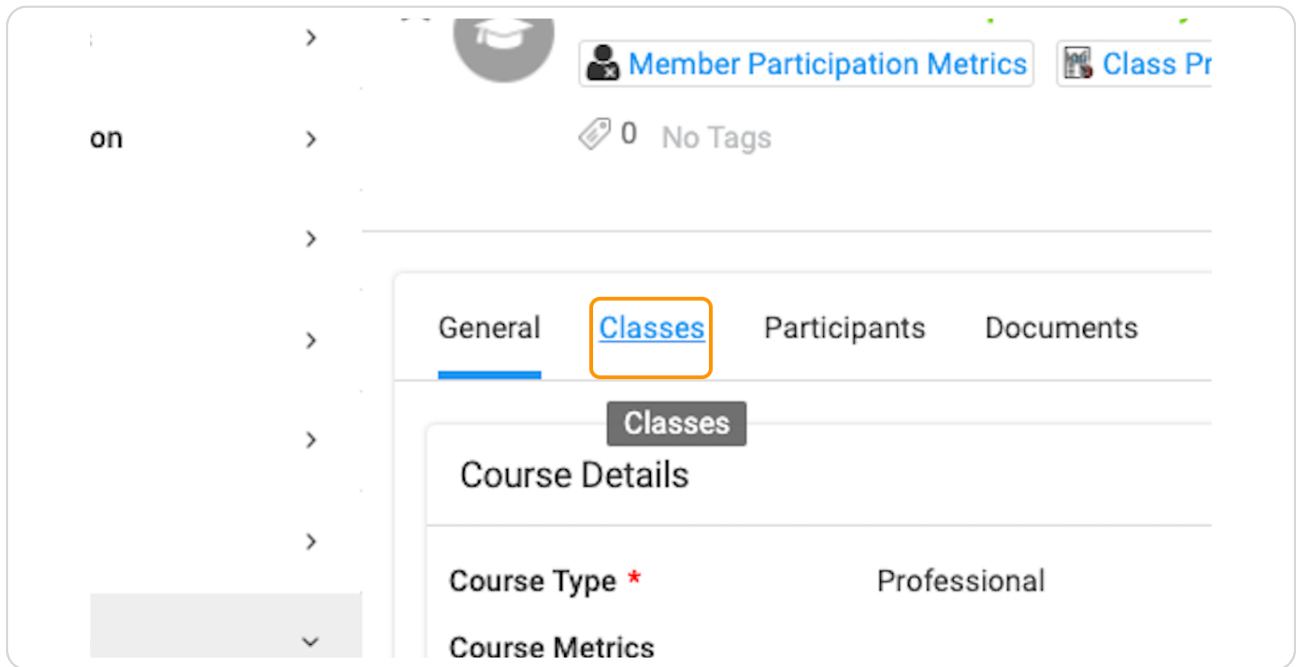 Member Participation Metrics Class Pr
0 No Tags
on
General Classes Participants Documents
Classes
Course Details
Course Type * Professional
Course Metrics